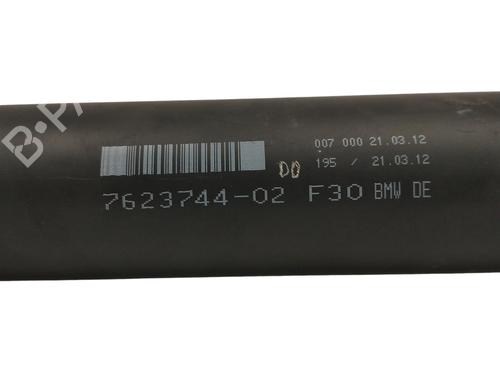 007 000 21.03.12
195 / 21.03.12
DO
7623744-02 F30 BMW DE
B-PA